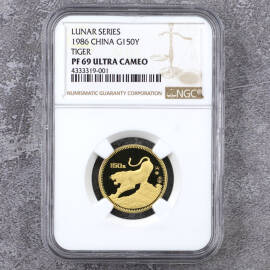 LUNAR SERIES
1986 CHINA G150Y
TIGER
PF 69 ULTRA CAMEO
4333319-001
NUMISMATIC GUARANTY CORPORATION
NGC
150元